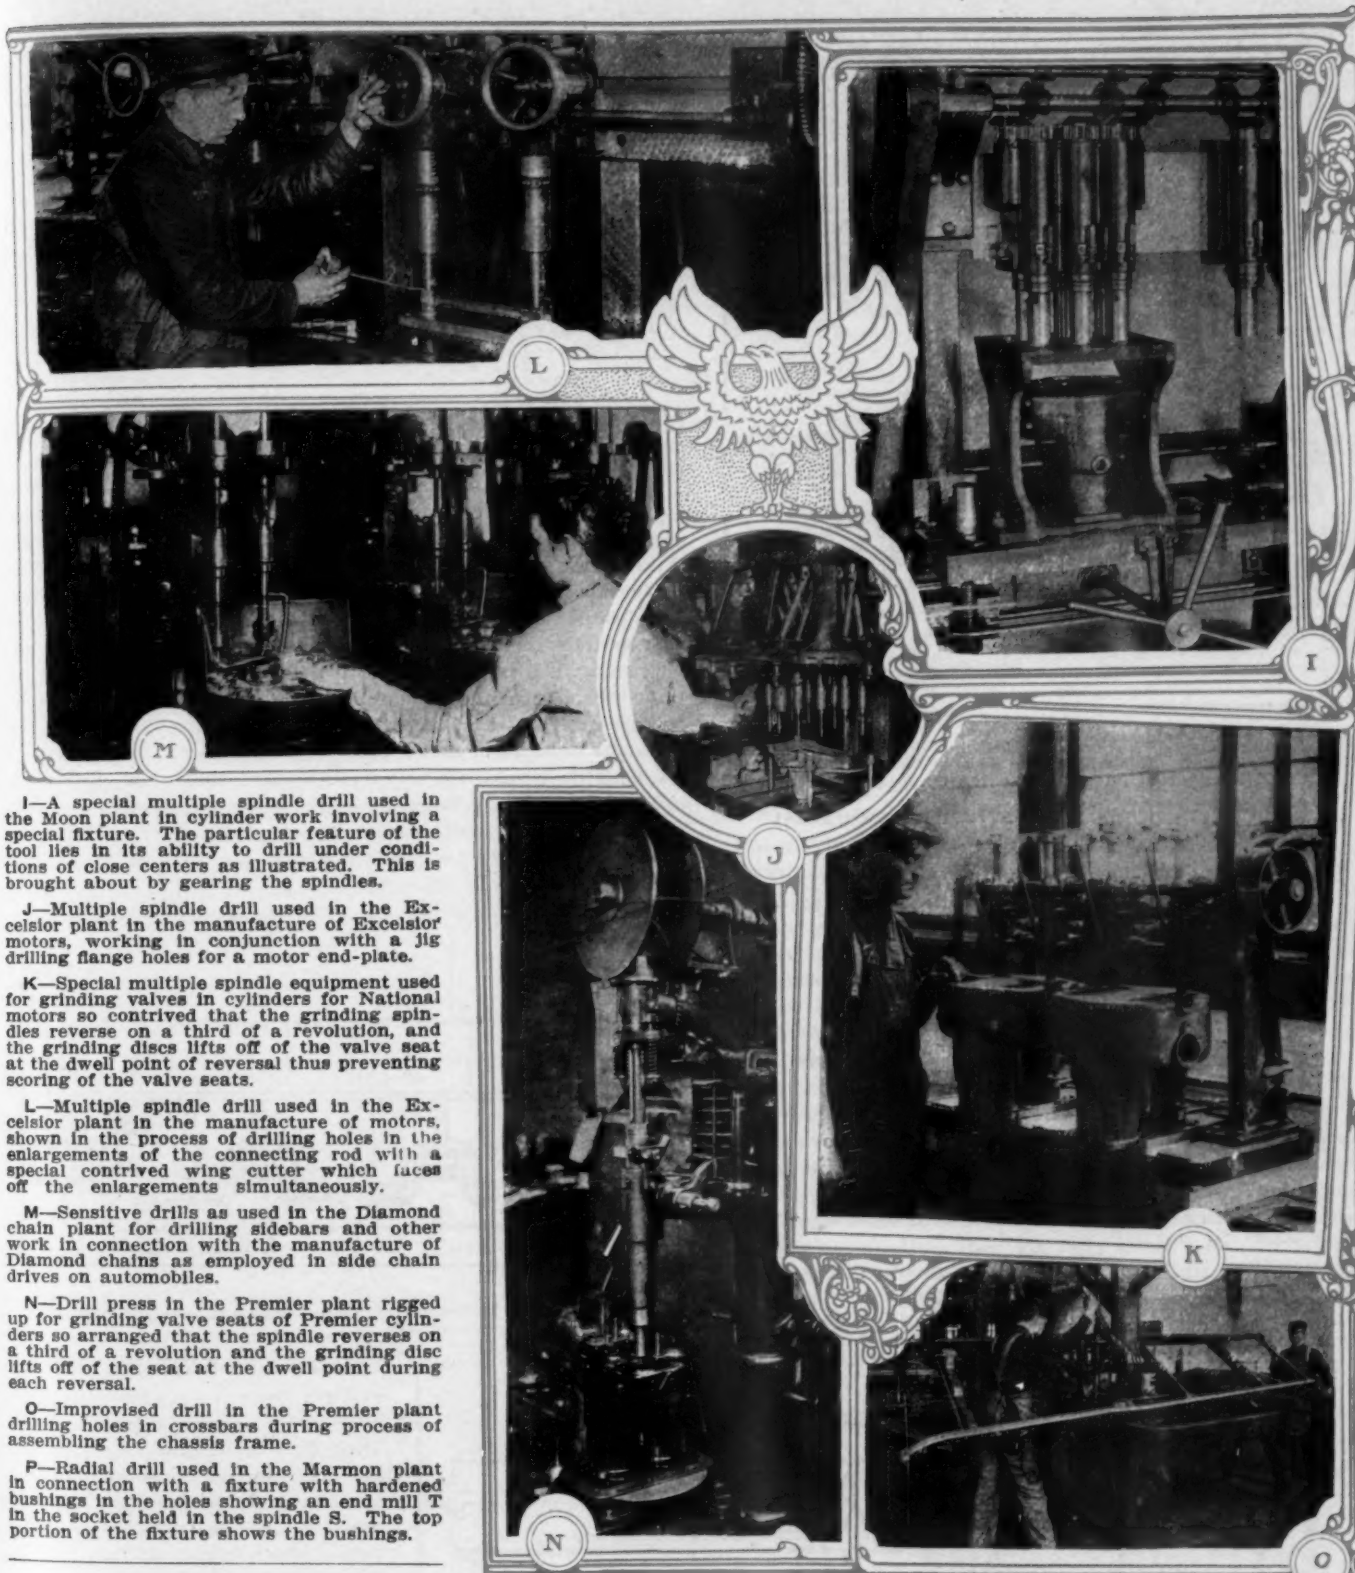 L
I
M
J
K
N
O
I—A special multiple spindle drill used in
the Moon plant in cylinder work involving a
special fixture. The particular feature of the
tool lies in its ability to drill under condi-
tions of close centers as illustrated. This is
brought about by gearing the spindles.
J—Multiple spindle drill used in the Ex-
celsior plant in the manufacture of Excelsior
motors, working in conjunction with a jig
drilling flange holes for a motor end-plate.
K—Special multiple spindle equipment used
for grinding valves in cylinders for National
motors so contrived that the grinding spin-
dles reverse on a third of a revolution, and
the grinding discs lifts off of the valve seat
at the dwell point of reversal thus preventing
scoring of the valve seats.
L—Multiple spindle drill used in the Ex-
celsior plant in the manufacture of motors,
shown in the process of drilling holes in the
enlargements of the connecting rod with a
special contrived wing cutter which faces
off the enlargements simultaneously.
M—Sensitive drills as used in the Diamond
chain plant for drilling sidebars and other
work in connection with the manufacture of
Diamond chains as employed in side chain
drives on automobiles.
N—Drill press in the Premier plant rigged
up for grinding valve seats of Premier cylin-
ders so arranged that the spindle reverses on
a third of a revolution and the grinding disc
lifts off of the seat at the dwell point during
each reversal.
O—Improvised drill in the Premier plant
drilling holes in crossbars during process of
assembling the chassis frame.
P—Radial drill used in the Marmon plant
in connection with a fixture with hardened
bushings in the holes showing an end mill T
in the socket held in the spindle S. The top
portion of the fixture shows the bushings.